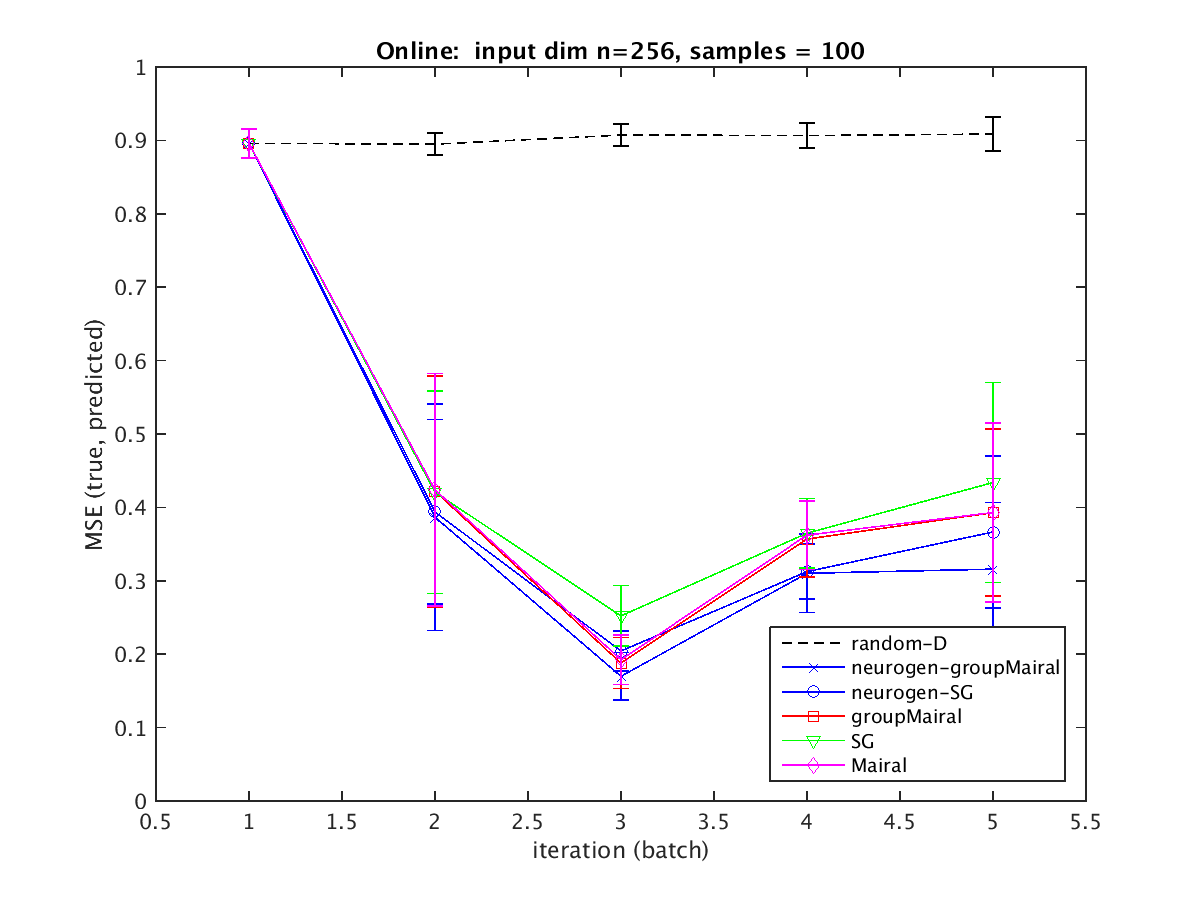 Online:  input dim n=256, samples = 100
MSE (true, predicted)
1
0.9
0.8
0.7
0.6
0.5
0.4
0.3
0.2
0.1
0
random-D
neurogen-groupMairal
neurogen-SG
groupMairal
SG
Mairal
0.5 1 1.5 2 2.5 3 3.5 4 4.5 5 5.5
iteration (batch)